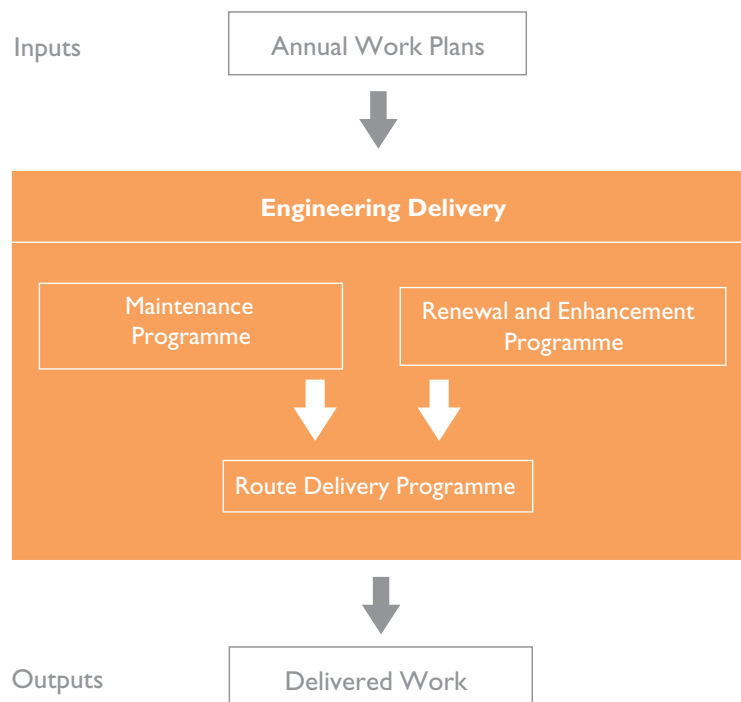 Inputs
Annual Work Plans
Engineering Delivery
Maintenance
Programme
Renewal and Enhancement
Programme
Route Delivery Programme
Outputs
Delivered Work